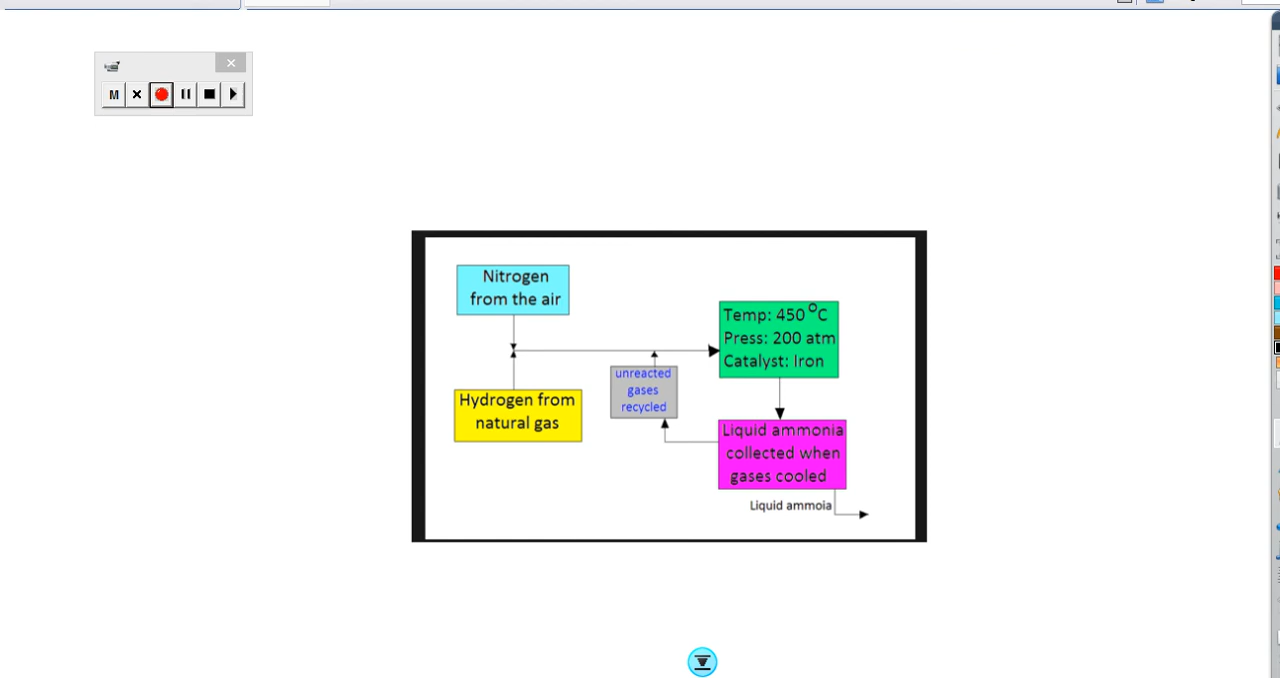 M
Nitrogen
from the air
Temp: 450 °C
Press: 200 atm
Catalyst: Iron
unreacted
gases
recycled
Hydrogen from
natural gas
Liquid ammonia
collected when
gases cooled
Liquid ammoia